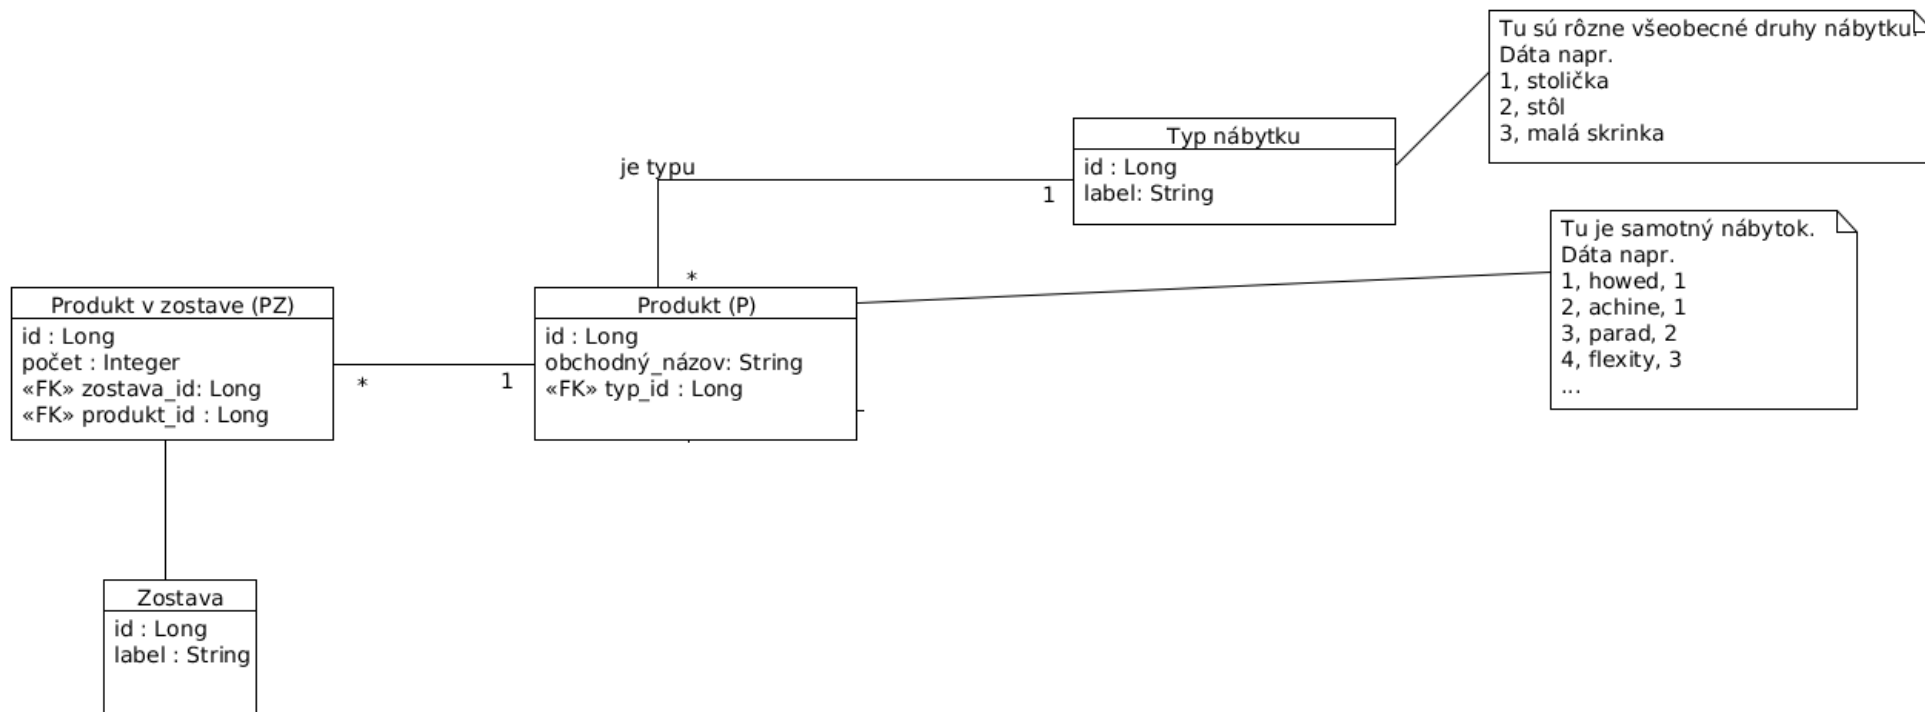 Tu sú rôzne všeobecné druhy nábytku.
Dáta napr.
1, stolička
2, stôl
3, malá skrinka
Typ nábytku
id : Long
label: String
je typu
1
*
Tu je samotný nábytok.
Dáta napr.
1, howed, 1
2, achine, 1
3, parad, 2
4, flexity, 3
...
Produkt v zostave (PZ)
id : Long
počet : Integer
«FK» zostava_id: Long
«FK» produkt_id : Long
*
1
Produkt (P)
id : Long
obchodný_názov: String
«FK» typ_id : Long
Zostava
id : Long
label : String